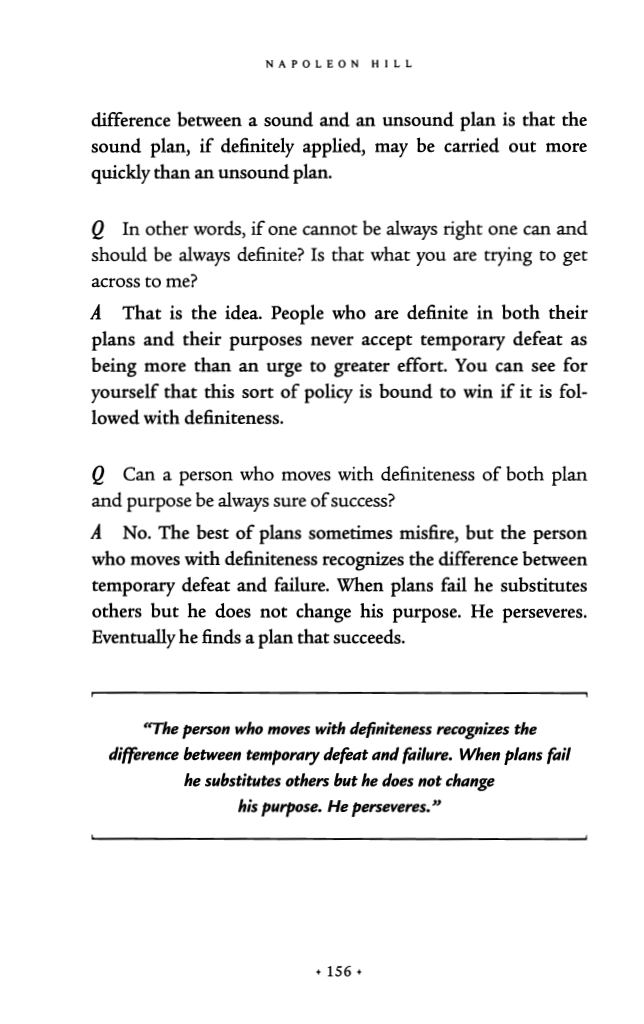 NAPOLEON HILL
difference between a sound and an unsound plan is that the
sound plan, if definitely applied, may be carried out more
quickly than an unsound plan.
Q In other words, if one cannot be always right one can and
should be always definite? Is that what you are trying to get
across to me?
A That is the idea. People who are definite in both their
plans and their purposes never accept temporary defeat as
being more than an urge to greater effort. You can see for
yourself that this sort of policy is bound to win if it is fol-
lowed with definiteness.
Q Can a person who moves with definiteness of both plan
and purpose be always sure of success?
A No. The best of plans sometimes misfire, but the person
who moves with definiteness recognizes the difference between
temporary defeat and failure. When plans fail he substitutes
others but he does not change his purpose. He perseveres.
Eventually he finds a plan that succeeds.
"The person who moves with definiteness recognizes the
difference between temporary defeat and failure. When plans fail
he substitutes others but he does not change
his purpose. He perseveres."
+ 156 +